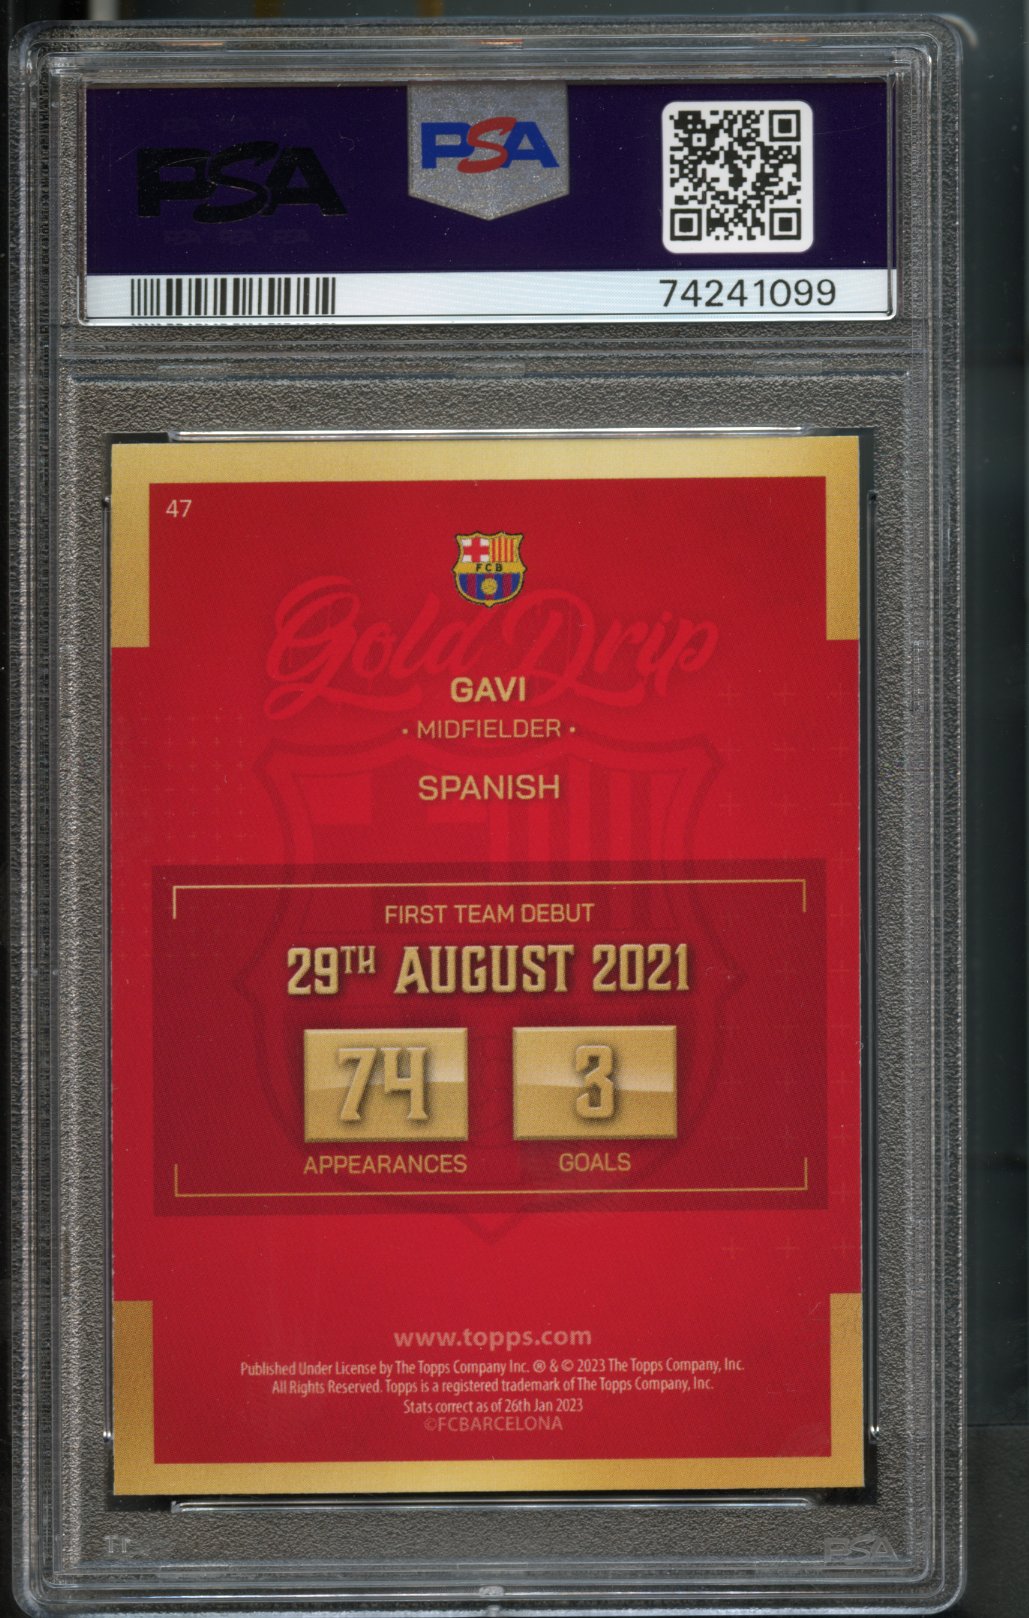 PSA
PSA
74241099
47
FCB
Gold Drip
GAVI
· MIDFIELDER ·
SPANISH
FIRST TEAM DEBUT
29TH AUGUST 2021
74
3
APPEARANCES
GOALS
www.topps.com
Published Under License by The Topps Company Inc. ® & © 2023 The Topps Company, Inc.
All Rights Reserved. Topps is a registered trademark of The Topps Company, Inc.
Stats correct as of 26th Jan 2023
©FCBARCELONA
PSA